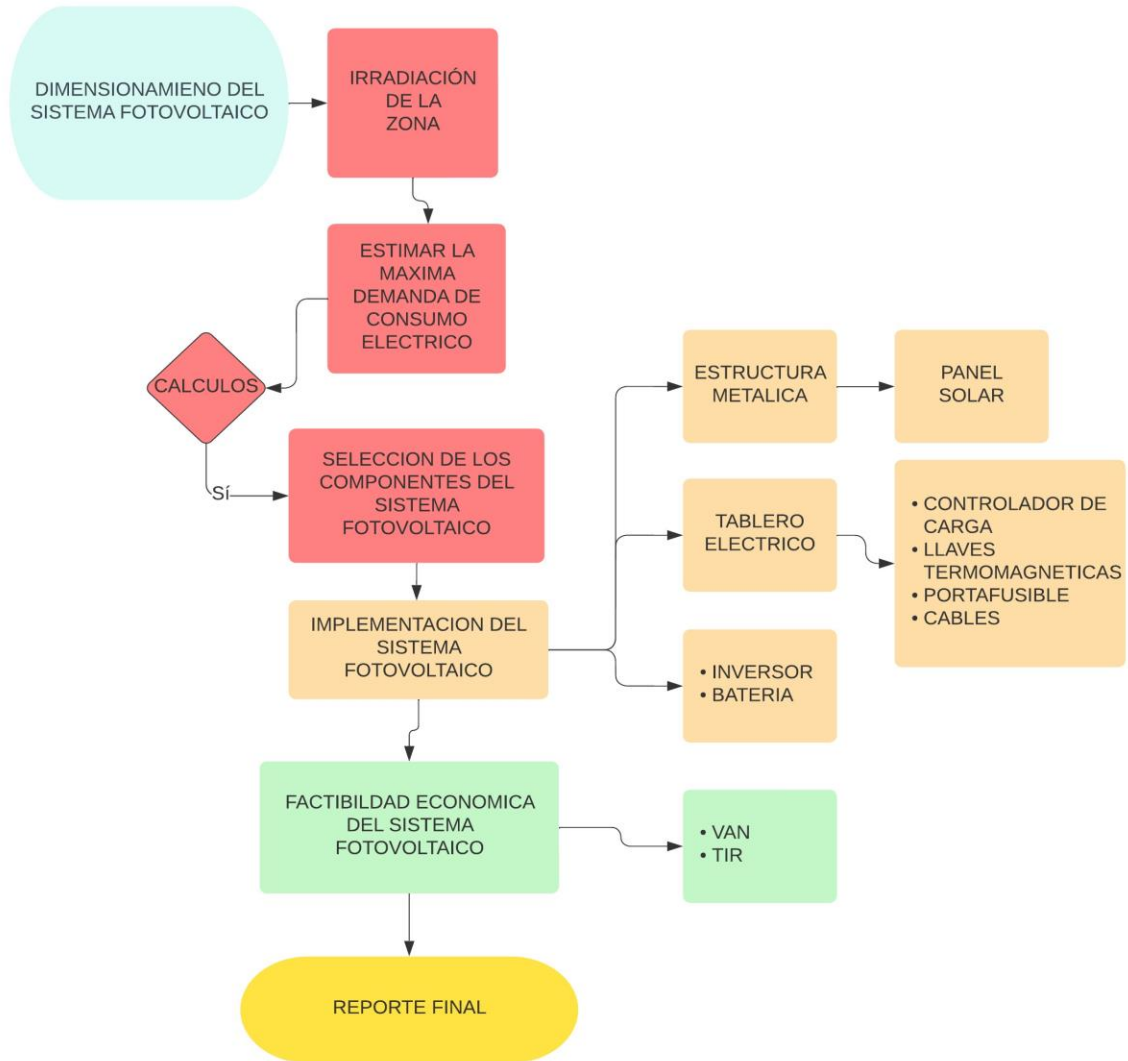 DIMENSIONAMIENO DEL
SISTEMA FOTOVOLTAICO
IRRADIACIÓN
DE LA
ZONA
ESTIMAR LA
MAXIMA
DEMANDA DE
CONSUMO
ELECTRICO
CALCULOS
Sí
SELECCION DE LOS
COMPONENTES DEL
SISTEMA
FOTOVOLTAICO
IMPLEMENTACION DEL
SISTEMA
FOTOVOLTAICO
ESTRUCTURA
METALICA
PANEL
SOLAR
TABLERO
ELECTRICO
• CONTROLADOR DE
CARGA
• LLAVES
TERMOMAGNETICAS
• PORTAFUSIBLE
• CABLES
• INVERSOR
• BATERIA
FACTIBILDAD ECONOMICA
DEL SISTEMA
FOTOVOLTAICO
• VAN
• TIR
REPORTE FINAL